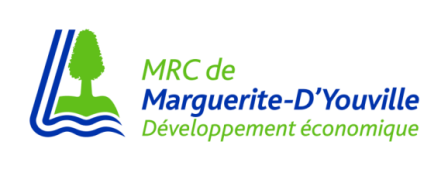 MRC de
Marguerite-D'Youville
Développement économique